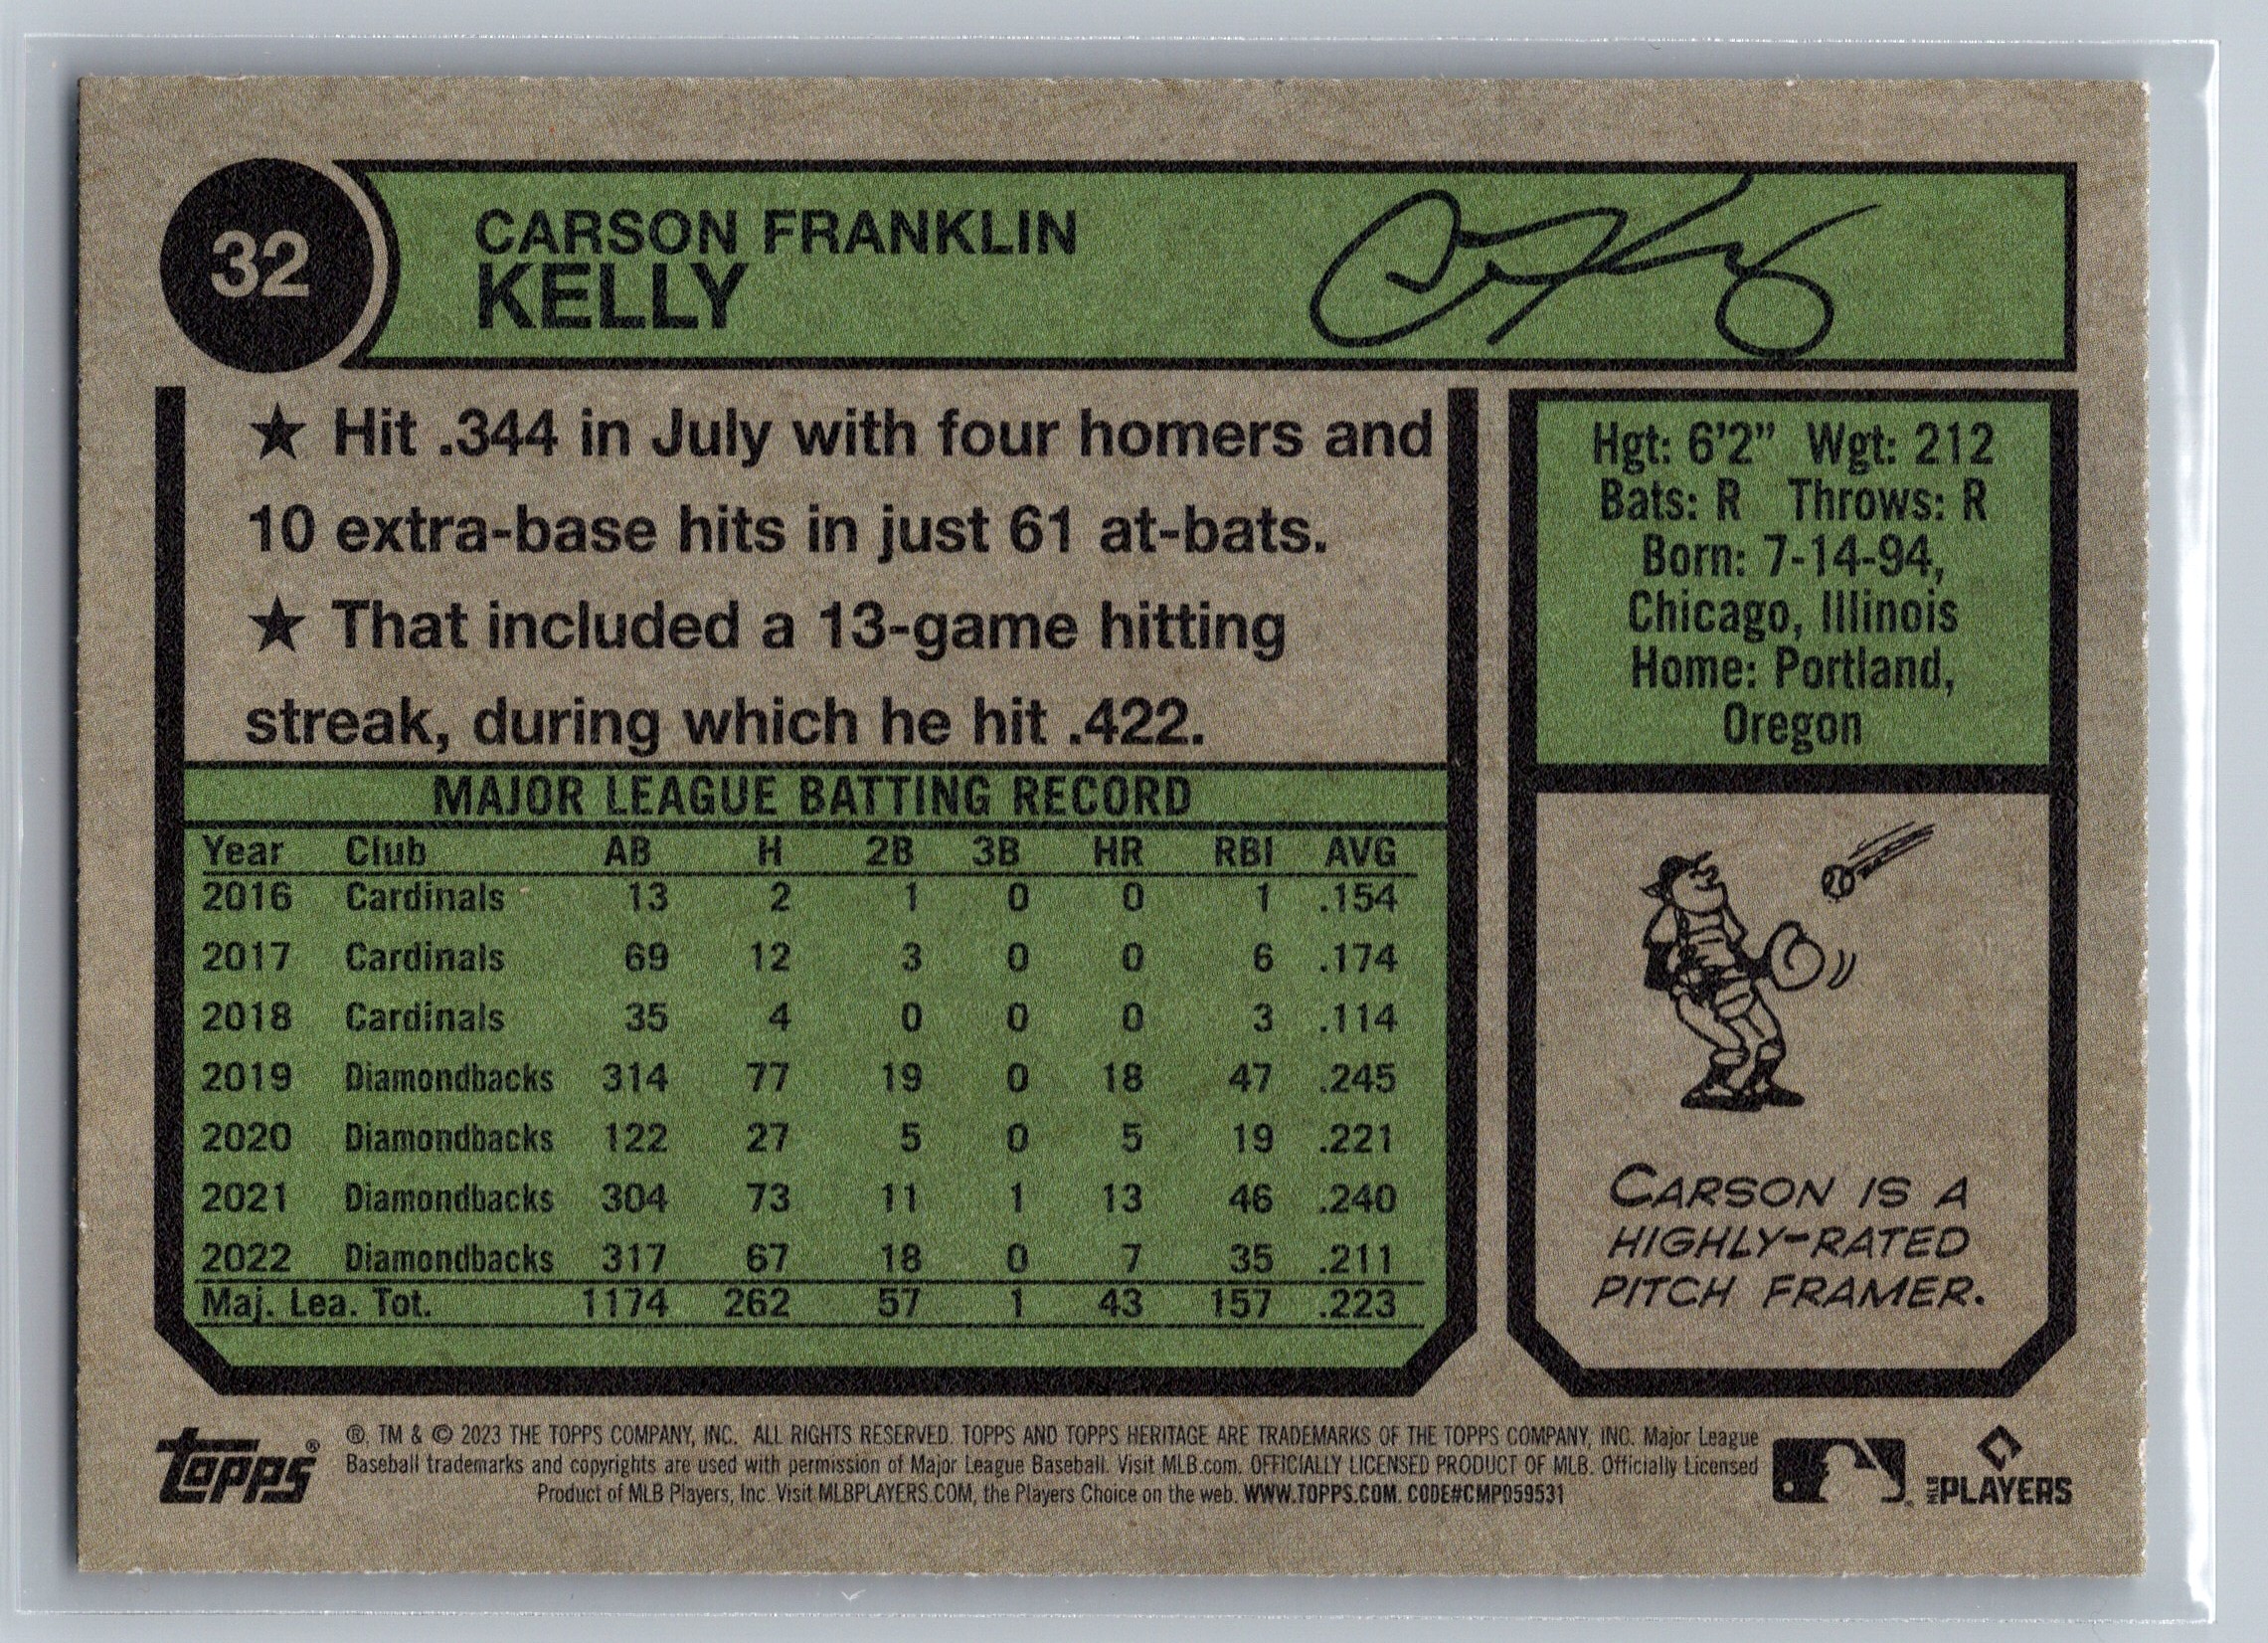 32
CARSON FRANKLIN
KELLY
★ Hit .344 in July with four homers and
10 extra-base hits in just 61 at-bats.
★ That included a 13-game hitting
streak, during which he hit .422.
Hgt: 6'2" Wgt: 212
Bats: R Throws: R
Born: 7-14-94,
Chicago, Illinois
Home: Portland,
Oregon
MAJOR LEAGUE BATTING RECORD
Year Club AB H 2B 3B HR RBI AVG
2016 Cardinals 13 2 1 0 0 1 .154
2017 Cardinals 69 12 3 0 0 6 .174
2018 Cardinals 35 4 0 0 0 3 .114
2019 Diamondbacks 314 77 19 0 18 47 .245
2020 Diamondbacks 122 27 5 0 5 19 .221
2021 Diamondbacks 304 73 11 1 13 46 .240
2022 Diamondbacks 317 67 18 0 7 35 .211
Maj. Lea. Tot. 1174 262 57 1 43 157 .223
CARSON IS A
HIGHLY-RATED
PITCH FRAMER.
topps®
®, TM & © 2023 THE TOPPS COMPANY, INC. ALL RIGHTS RESERVED. TOPPS AND TOPPS HERITAGE ARE TRADEMARKS OF THE TOPPS COMPANY, INC. Major League
Baseball trademarks and copyrights are used with permission of Major League Baseball. Visit MLB.com. OFFICIALLY LICENSED PRODUCT OF MLB. Officially Licensed
Product of MLB Players, Inc. Visit MLBPLAYERS.COM, the Players Choice on the web. WWW.TOPPS.COM. CODE#CMP059531
MLB PLAYERS